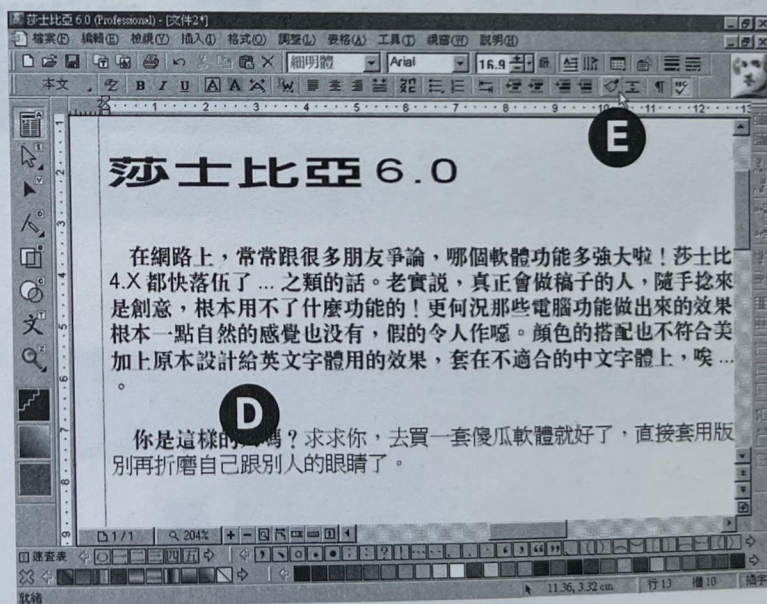 莎士比亞 6.0 (Professional) - [文件2*]
檔案(F) 編輯(E) 檢視(V) 插入(I) 格式(O) 調整(L) 表格(A) 工具(T) 視窗(W) 說明(H)
細明體 Arial 16.9
本文 B I U A A
E
莎士比亞 6.0
在網路上,常常跟很多朋友爭論,哪個軟體功能多強大啦!莎士比
4.X 都快落伍了 ... 之類的話。老實說,真正會做稿子的人,隨手捻來
是創意,根本用不了什麼功能的!更何況那些電腦功能做出來的效果
根本一點自然的感覺也沒有,假的令人作噁。顏色的搭配也不符合美
加上原本設計給英文字體用的效果,套在不適合的中文字體上,唉 ...
。
D
你是這樣的 嗎?求求你,去買一套傻瓜軟體就好了,直接套用版
別再折磨自己跟別人的眼睛了。
1/1 204%
速查表 一 二 三 四 五
11.36, 3.32 cm 行 13 欄 10 插字
就緒